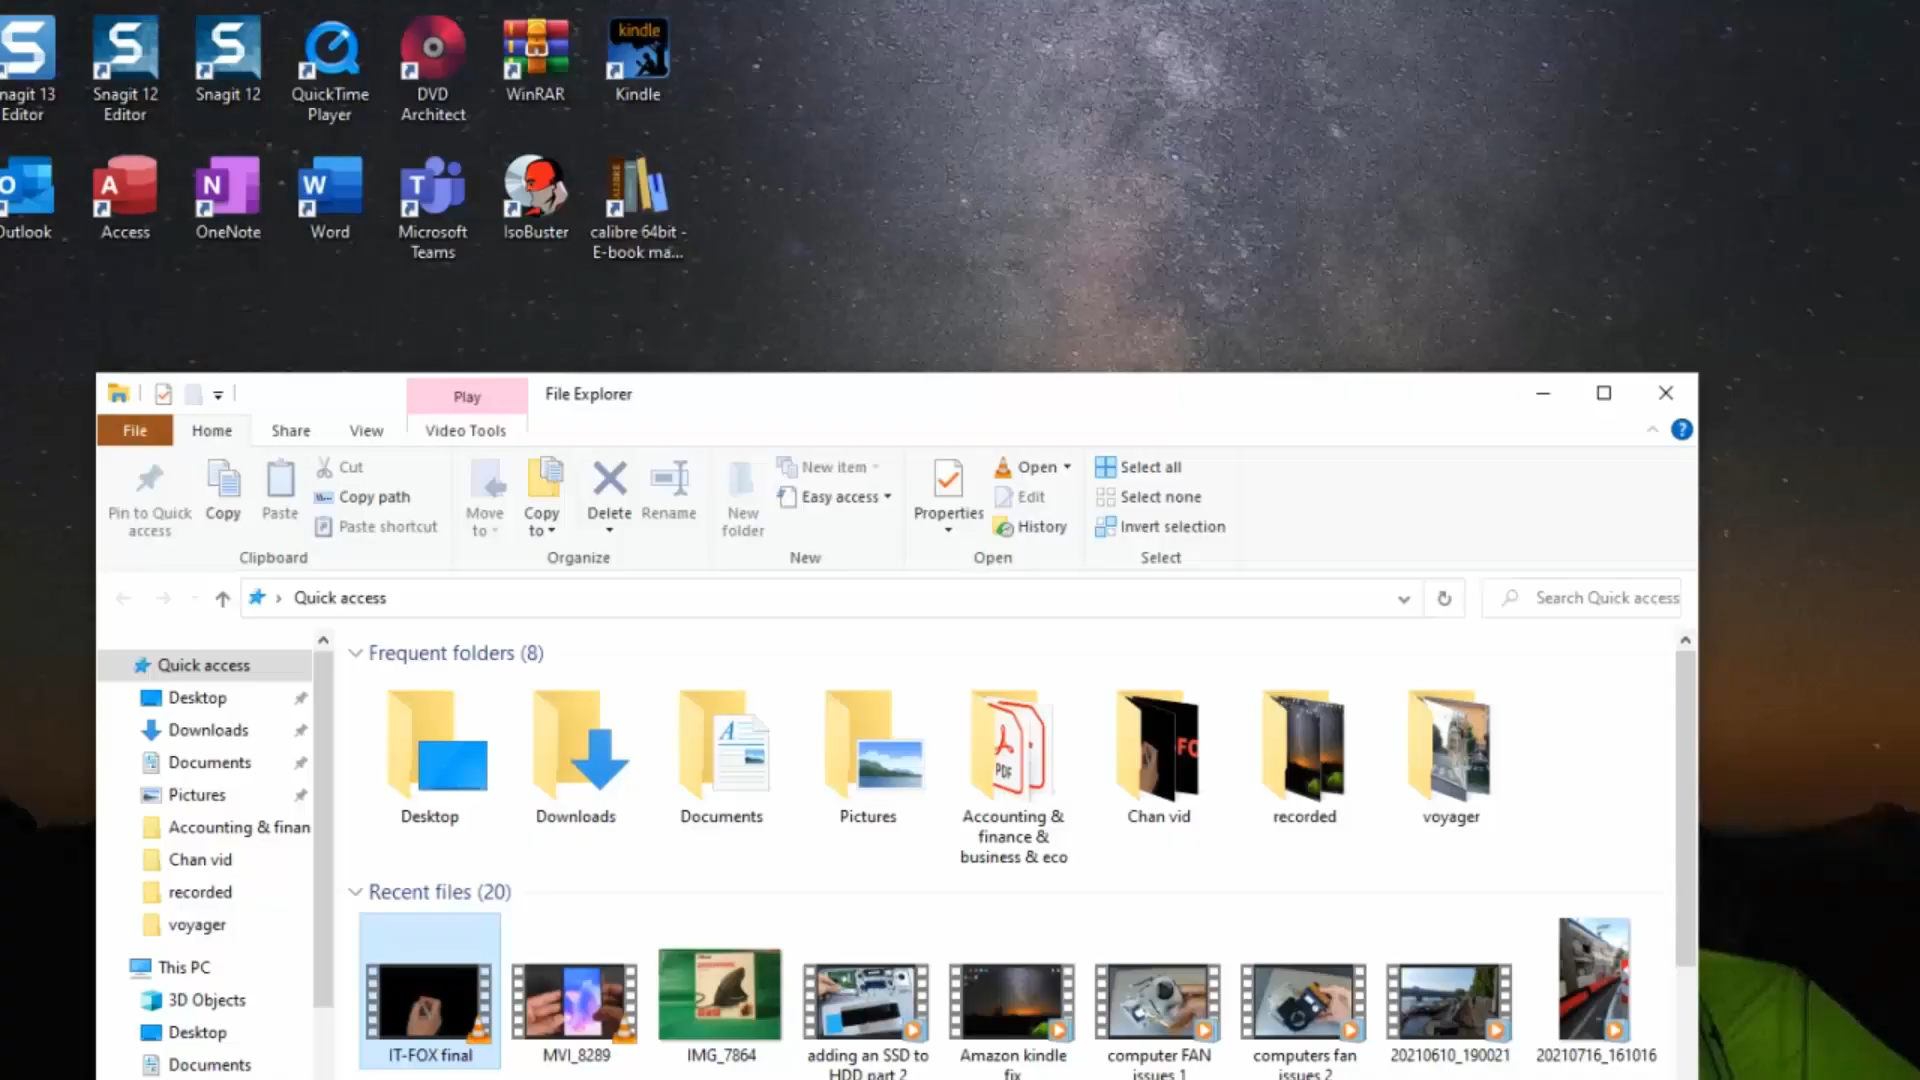 kindle
nagit 13
Editor
Snagit 12
Editor
Snagit 12
QuickTime
Player
DVD
Architect
WinRAR
Kindle
Outlook
Access
OneNote
Word
Microsoft
Teams
IsoBuster
calibre 64bit -
E-book ma...
Play
File Explorer
File
Home
Share
View
Video Tools
?
Pin to Quick
access
Copy
Paste
Cut
Copy path
Paste shortcut
Clipboard
Move
to
Copy
to
Delete
Rename
Organize
New
folder
New item
Easy access
New
Properties
Open
Edit
History
Open
Select all
Select none
Invert selection
Select
Quick access
Search Quick access
Quick access
Desktop
Downloads
Documents
Pictures
Accounting & finan
Chan vid
recorded
voyager
This PC
3D Objects
Desktop
Documents
Frequent folders (8)
PDF
FO
Desktop
Downloads
Documents
Pictures
Accounting &
finance &
business & eco
Chan vid
recorded
voyager
Recent files (20)
IT-FOX final
MVI_8289
IMG_7864
adding an SSD to
HDD part 2
Amazon kindle
fix
computer FAN
issues 1
computers fan
issues 2
20210610_190021
20210716_161016